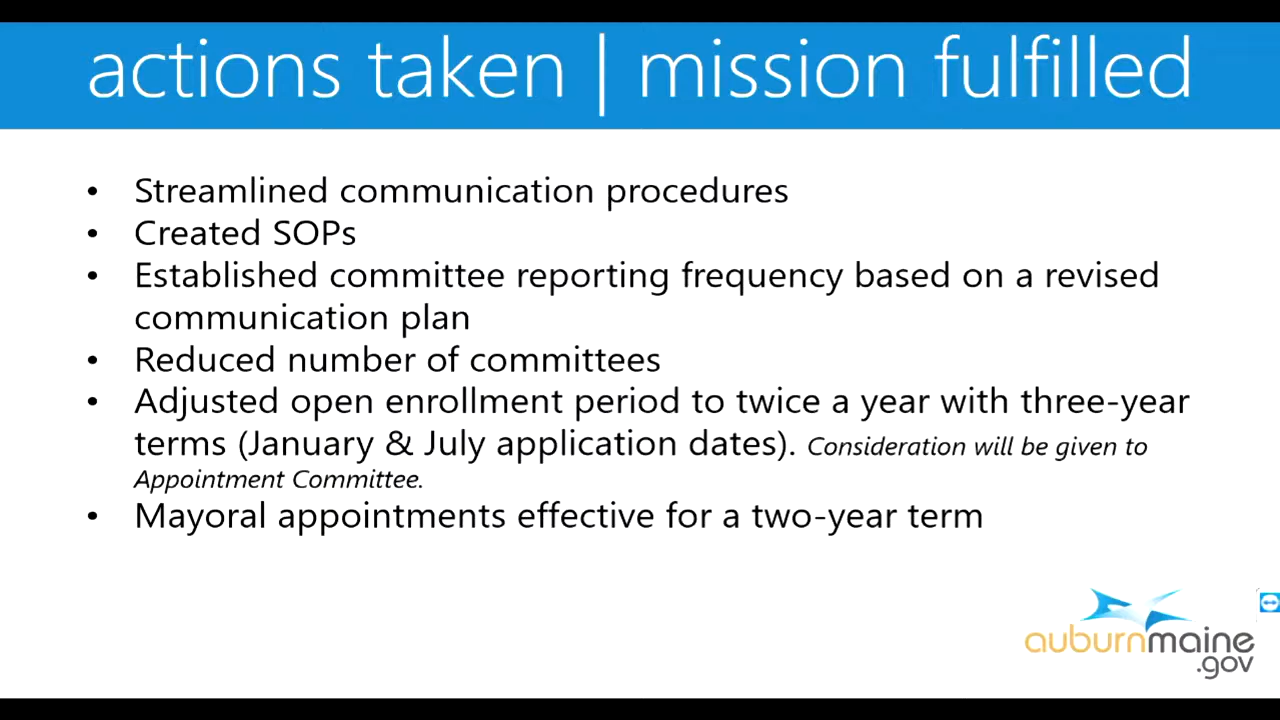 actions taken | mission fulfilled
• Streamlined communication procedures
• Created SOPs
• Established committee reporting frequency based on a revised
communication plan
• Reduced number of committees
• Adjusted open enrollment period to twice a year with three-year
terms (January & July application dates). Consideration will be given to
Appointment Committee.
• Mayoral appointments effective for a two-year term
auburnmaine
.gov